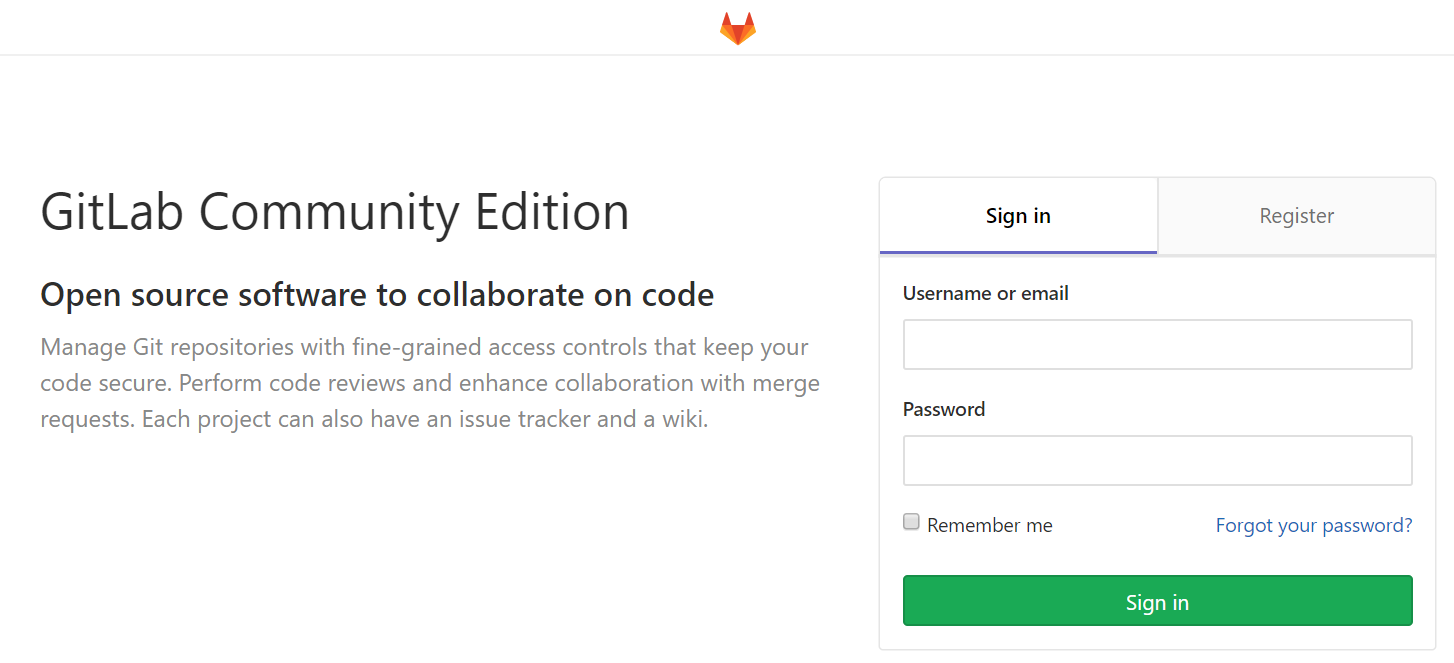 GitLab Community Edition
Open source software to collaborate on code
Manage Git repositories with fine-grained access controls that keep your
code secure. Perform code reviews and enhance collaboration with merge
requests. Each project can also have an issue tracker and a wiki.
Sign in
Register
Username or email
Password
Remember me
Forgot your password?
Sign in